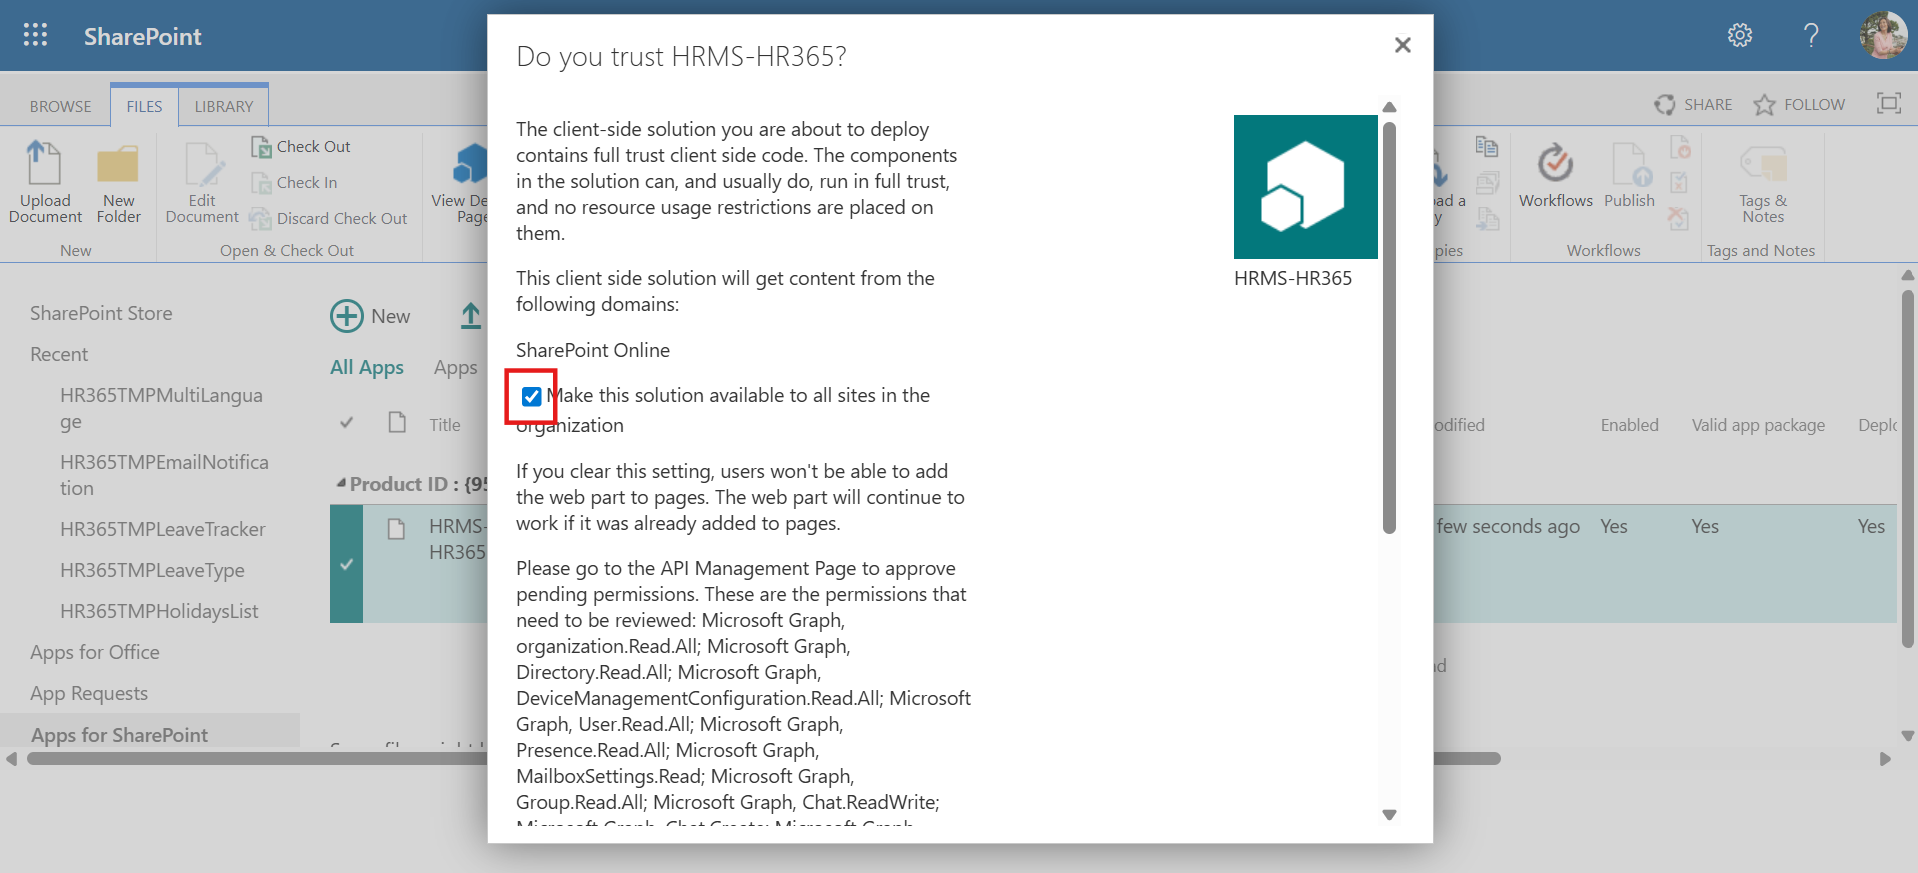 SharePoint
BROWSE
FILES
LIBRARY
SHARE
FOLLOW
Upload
Document
New
Folder
New
Edit
Document
Check Out
Check In
Discard Check Out
Open & Check Out
View De
Page
Workflows
Publish
Workflows
Tags &
Notes
Tags and Notes
SharePoint Store
Recent
HR365TMPMultiLangua
ge
HR365TMPEmailNotifica
tion
HR365TMPLeaveTracker
HR365TMPLeaveType
HR365TMPHolidaysList
Apps for Office
App Requests
Apps for SharePoint
New
All Apps
Apps
Title
Product ID : {95
HRMS-
HR365
Do you trust HRMS-HR365?
The client-side solution you are about to deploy
contains full trust client side code. The components
in the solution can, and usually do, run in full trust,
and no resource usage restrictions are placed on
them.
This client side solution will get content from the
following domains:
SharePoint Online
Make this solution available to all sites in the
organization
If you clear this setting, users won't be able to add
the web part to pages. The web part will continue to
work if it was already added to pages.
Please go to the API Management Page to approve
pending permissions. These are the permissions that
need to be reviewed: Microsoft Graph,
organization.Read.All; Microsoft Graph,
Directory.Read.All; Microsoft Graph,
DeviceManagementConfiguration.Read.All; Microsoft
Graph, User.Read.All; Microsoft Graph,
Presence.Read.All; Microsoft Graph,
MailboxSettings.Read; Microsoft Graph,
Group.Read.All; Microsoft Graph, Chat.ReadWrite;
HRMS-HR365
odified
Enabled
Valid app package
Deplo
few seconds ago
Yes
Yes
Yes